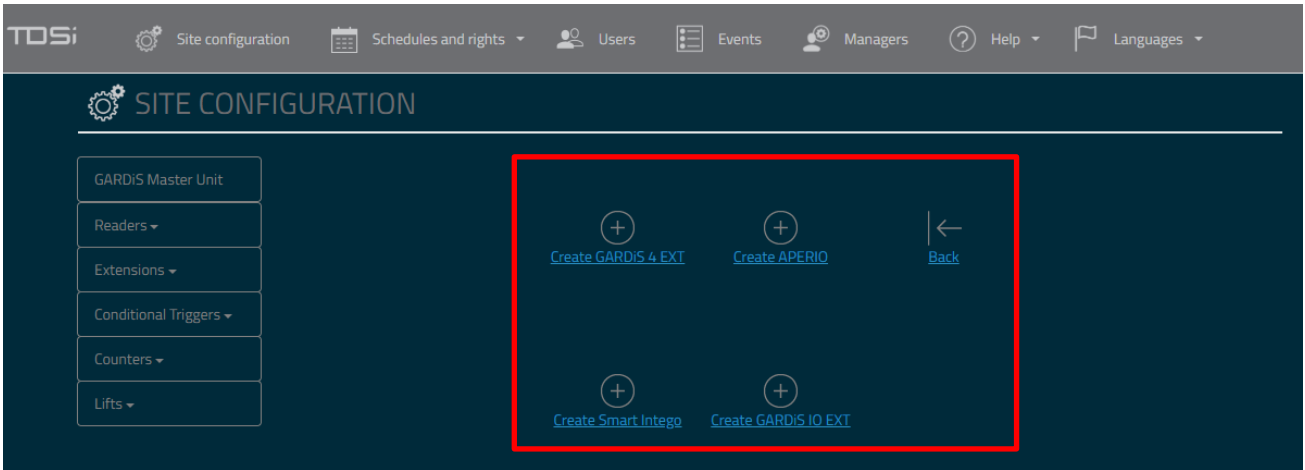 TDSi
Site configuration
Schedules and rights
Users
Events
Managers
Help
Languages
SITE CONFIGURATION
GARDiS Master Unit
Readers
Extensions
Conditional Triggers
Counters
Lifts
Create GARDiS 4 EXT
Create APERIO
Back
Create Smart Intego
Create GARDiS IO EXT